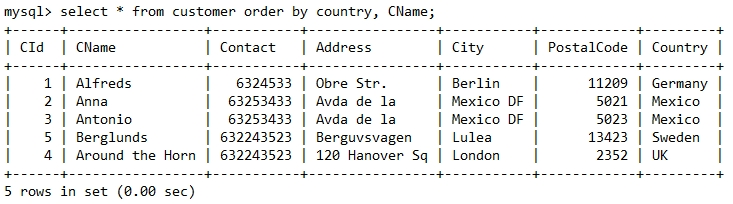 mysql> select * from customer order by country, CName;
+------+-----------------+-----------+----------------+-----------+------------+---------+
| CId | CName | Contact | Address | City | PostalCode | Country |
+------+-----------------+-----------+----------------+-----------+------------+---------+
| 1 | Alfreds | 6324533 | Obre Str. | Berlin | 11209 | Germany |
| 2 | Anna | 63253433 | Avda de la | Mexico DF | 5021 | Mexico |
| 3 | Antonio | 63253433 | Avda de la | Mexico DF | 5023 | Mexico |
| 5 | Berglunds | 632243523 | Berguvsvagen | Lulea | 13423 | Sweden |
| 4 | Around the Horn | 632243523 | 120 Hanover Sq | London | 2352 | UK |
+------+-----------------+-----------+----------------+-----------+------------+---------+
5 rows in set (0.00 sec)